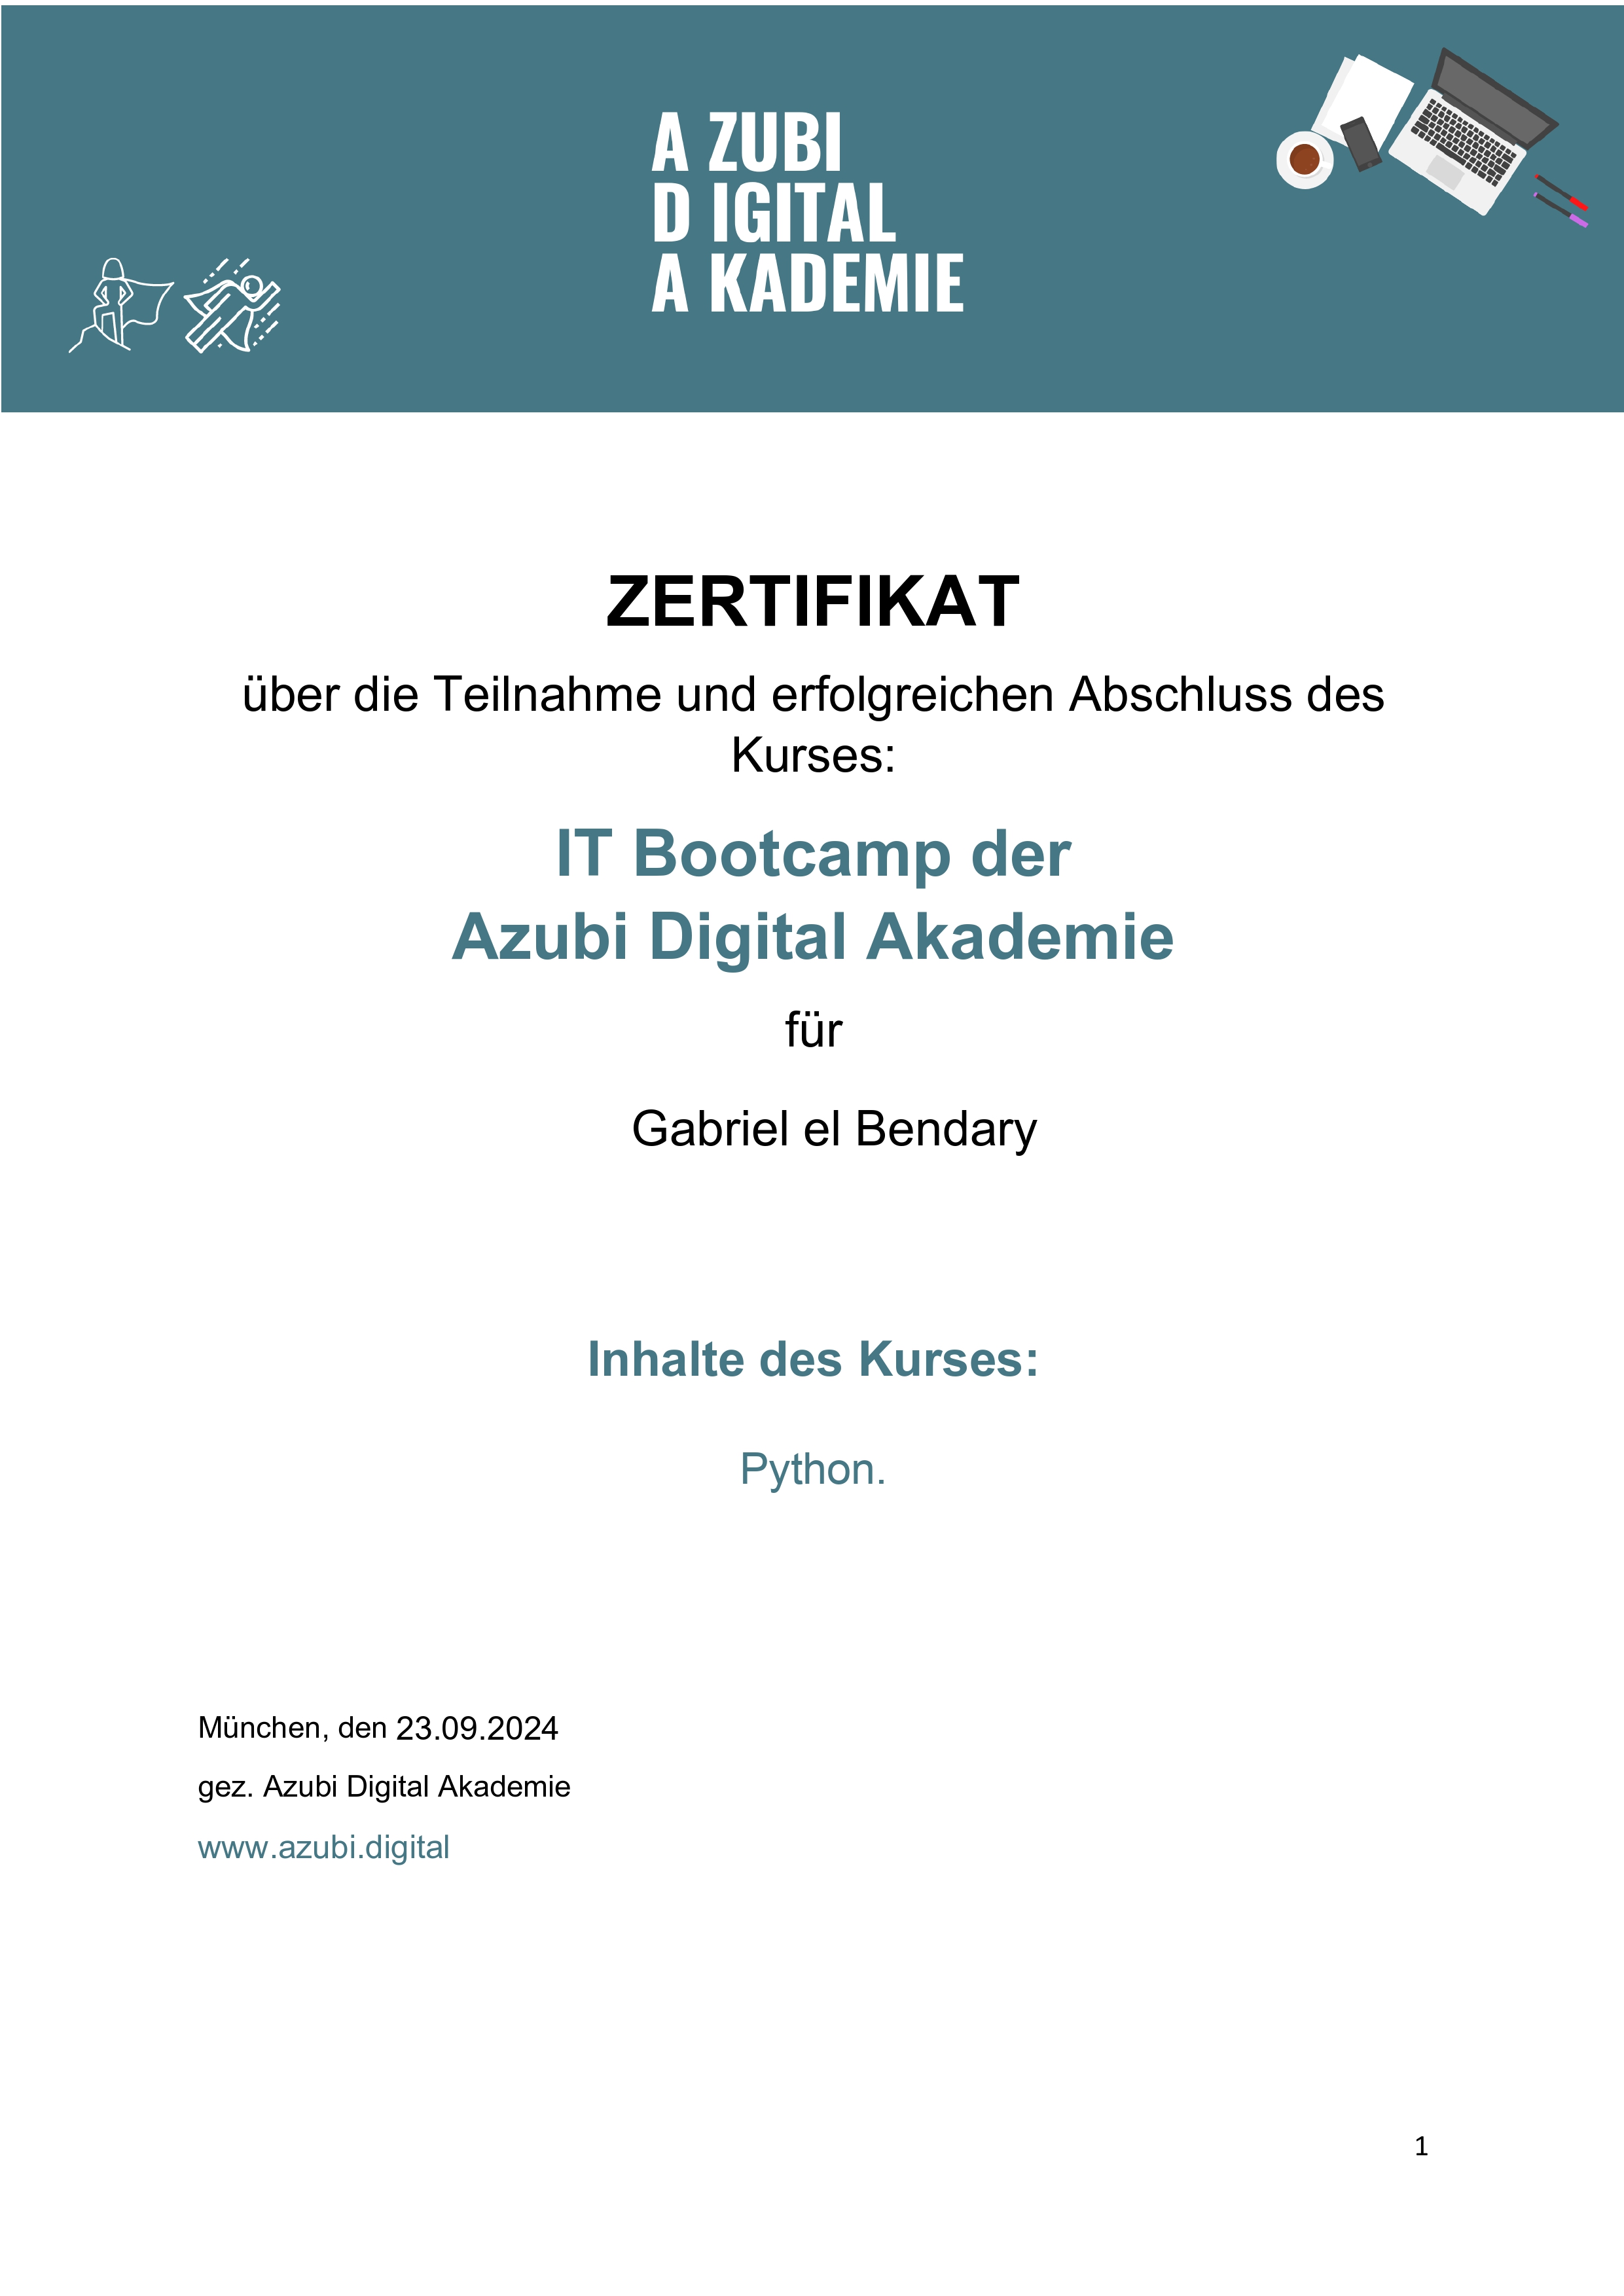 A ZUBI
D IGITAL
A KADEMIE
ZERTIFIKAT
über die Teilnahme und erfolgreichen Abschluss des
Kurses:
IT Bootcamp der
Azubi Digital Akademie
für
Gabriel el Bendary
Inhalte des Kurses:
Python.
München, den 23.09.2024
gez. Azubi Digital Akademie
www.azubi.digital
1